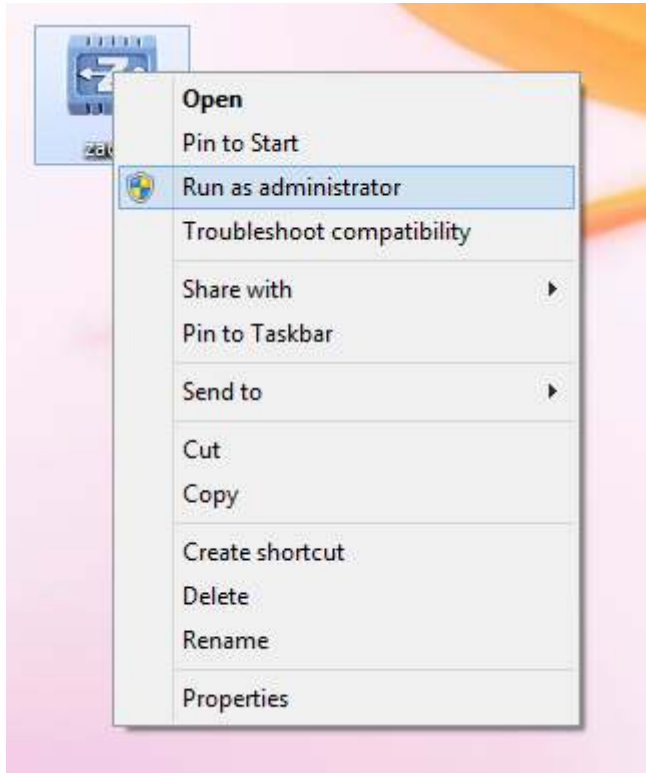 Z
Open
Pin to Start
Run as administrator
Troubleshoot compatibility
Share with
Pin to Taskbar
Send to
Cut
Copy
Create shortcut
Delete
Rename
Properties